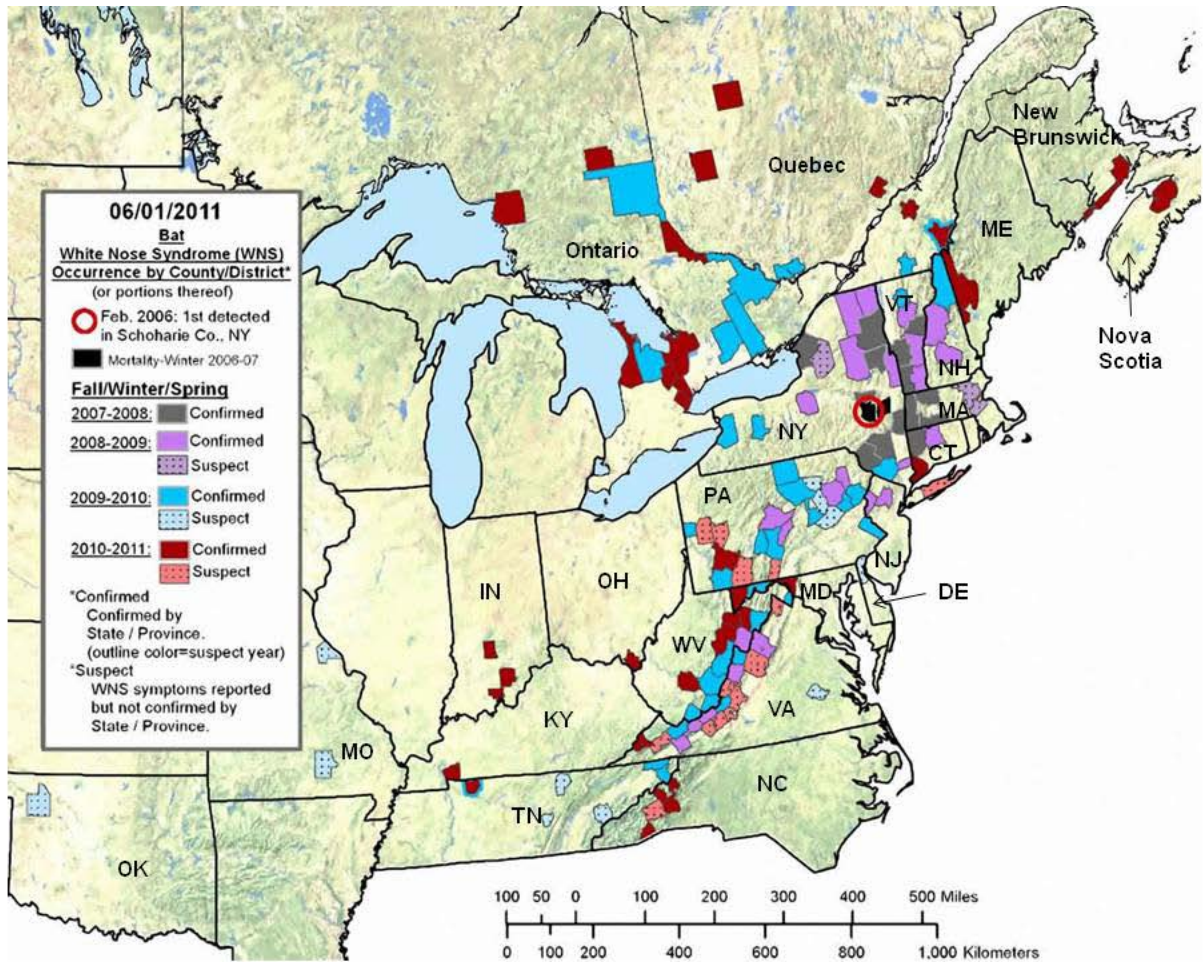 06/01/2011
Bat
White Nose Syndrome (WNS)
Occurrence by County/District*
(or portions thereof)
Feb. 2006: 1st detected
in Schoharie Co., NY
Mortality-Winter 2006-07
Fall/Winter/Spring
2007-2008: Confirmed
2008-2009: Confirmed
Suspect
2009-2010: Confirmed
Suspect
2010-2011: Confirmed
Suspect
*Confirmed
Confirmed by
State / Province.
(outline color=suspect year)
*Suspect
WNS symptoms reported
but not confirmed by
State / Province.
New
Brunswick
Quebec
ME
Ontario
VT
Nova
Scotia
NH
MA
NY
CT
PA
NJ
OH
MD
DE
IN
WV
VA
KY
MO
NC
TN
OK
100 50 0 100 200 300 400 500 Miles
0 100 200 400 600 800 1,000 Kilometers